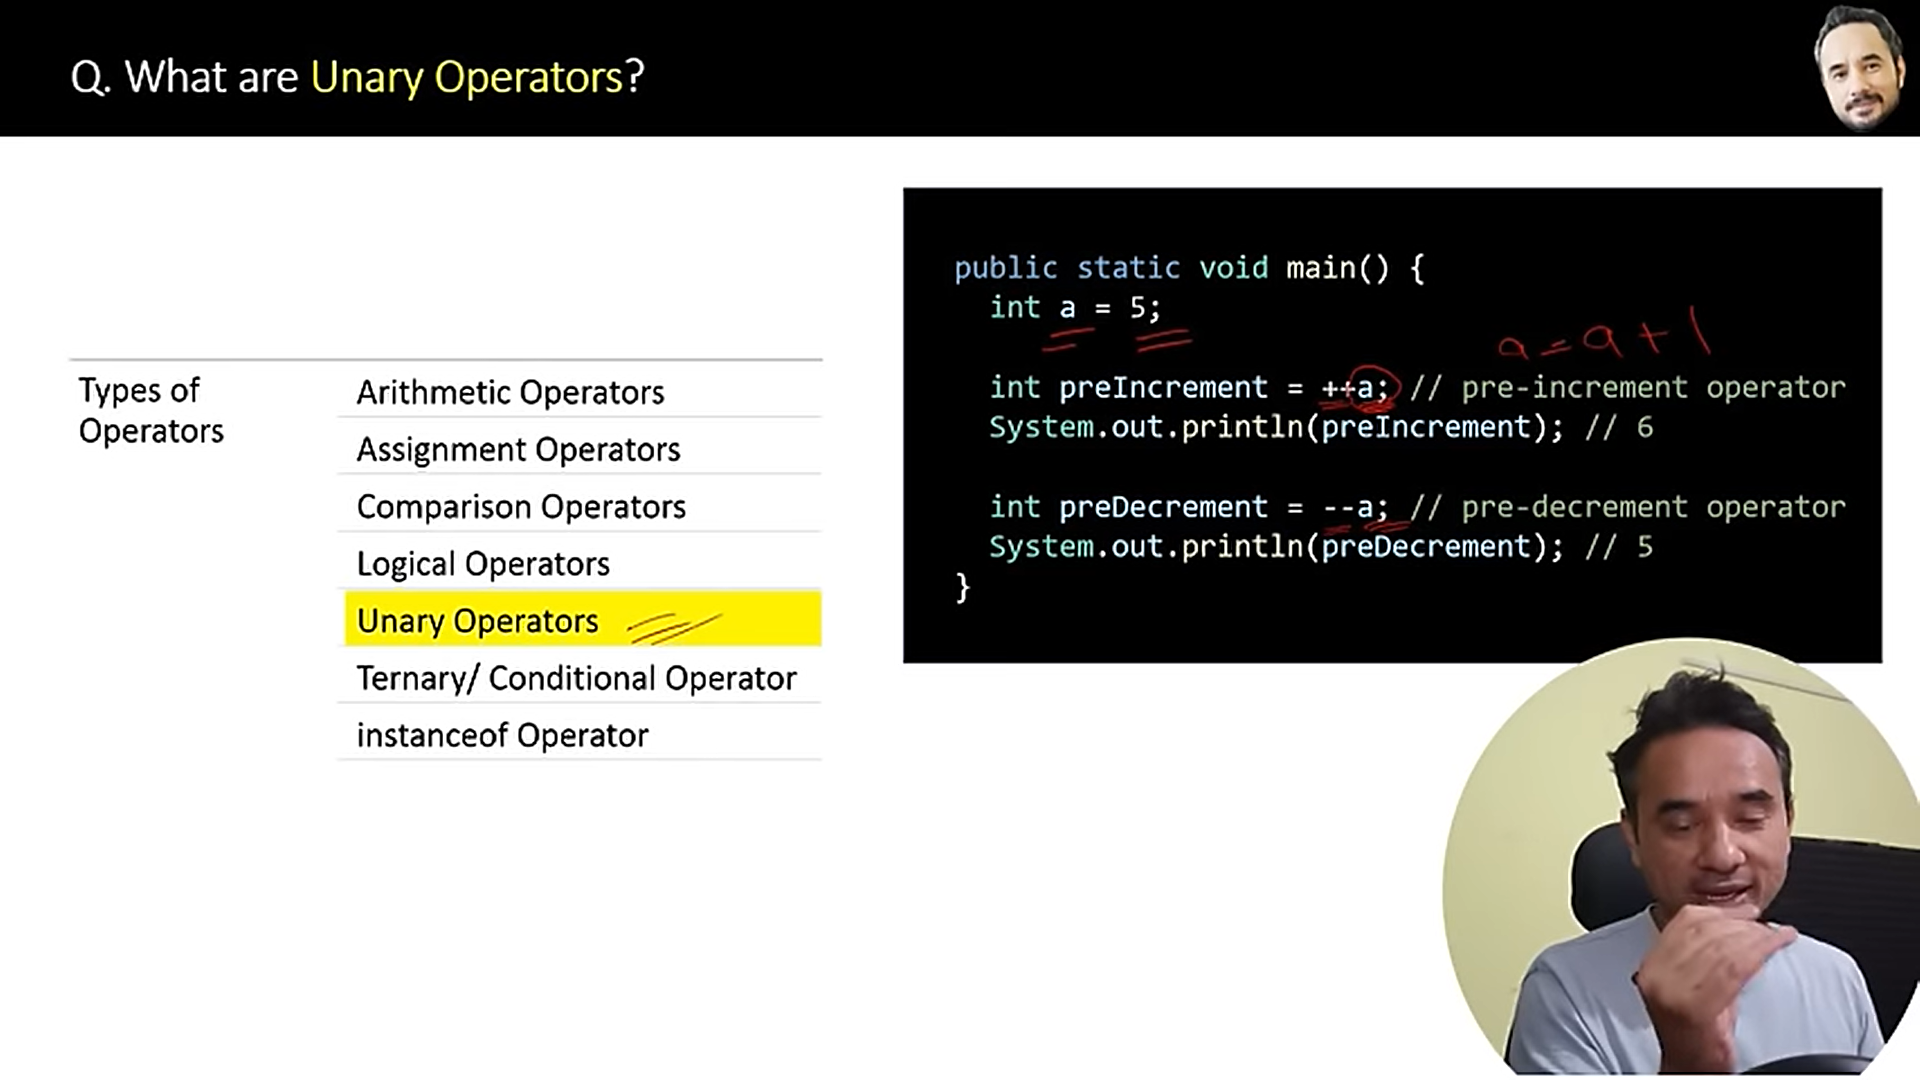 Q. What are Unary Operators?
Types of
Operators
Arithmetic Operators
Assignment Operators
Comparison Operators
Logical Operators
Unary Operators
Ternary/ Conditional Operator
instanceof Operator
public static void main() {
int a = 5;
a = a + 1
int preIncrement = ++a; // pre-increment operator
System.out.println(preIncrement); // 6
int preDecrement = --a; // pre-decrement operator
System.out.println(preDecrement); // 5
}